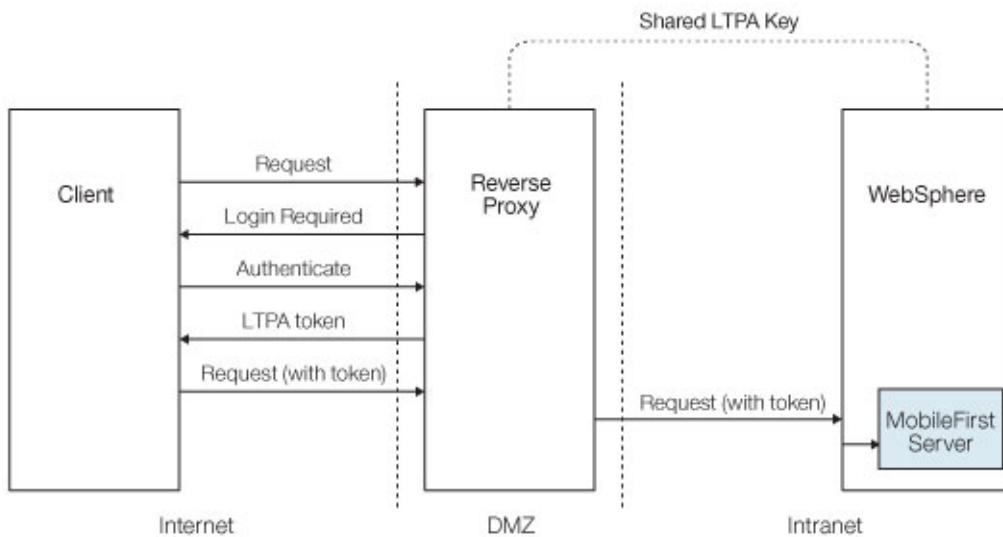 Shared LTPA Key
Client
Request
Login Required
Authenticate
LTPA token
Request (with token)
Reverse
Proxy
Request (with token)
WebSphere
MobileFirst
Server
Internet
DMZ
Intranet